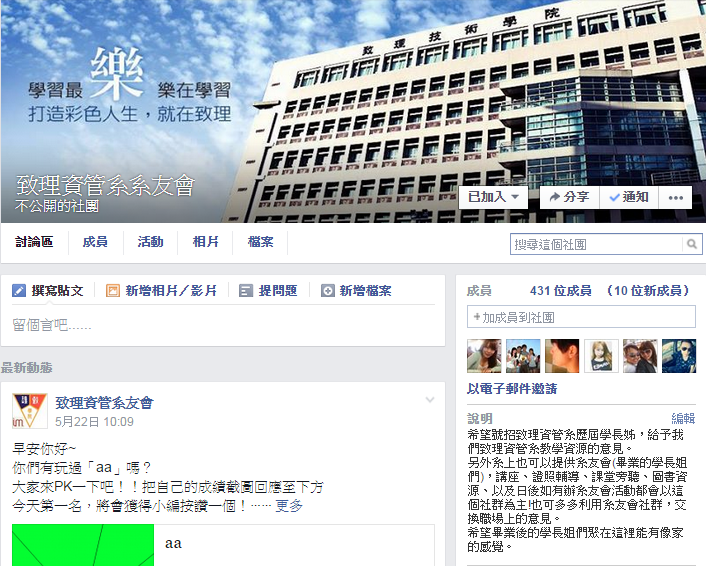 致理技術學院
學習最樂 樂在學習
打造彩色人生，就在致理
致理資管系系友會
不公開的社團
已加入 分享 通知
討論區 成員 活動 相片 檔案
搜尋這個社團
撰寫貼文 新增相片／影片 提問題 新增檔案
留個言吧......
最新動態
致理資管系友會
5月22日 10:09
早安你好~
你們有玩過「aa」嗎？
大家來PK一下吧！！把自己的成績截圖回應至下方
今天第一名，將會獲得小編按讚一個！…… 更多
aa
成員 431 位成員 （10 位新成員）
+加成員到社團
以電子郵件邀請
說明 編輯
希望號招致理資管系歷屆學長姊，給予我
們致理資管系教學資源的意見。
另外系上也可以提供系友會(畢業的學長姐
們)，講座、證照輔導、課堂旁聽、圖書資
源、以及日後如有辦系友會活動都會以這
個社群為主!也可多多利用系友會社群，交
換職場上的意見。
希望畢業後的學長姐們聚在這裡能有像家
的感覺。